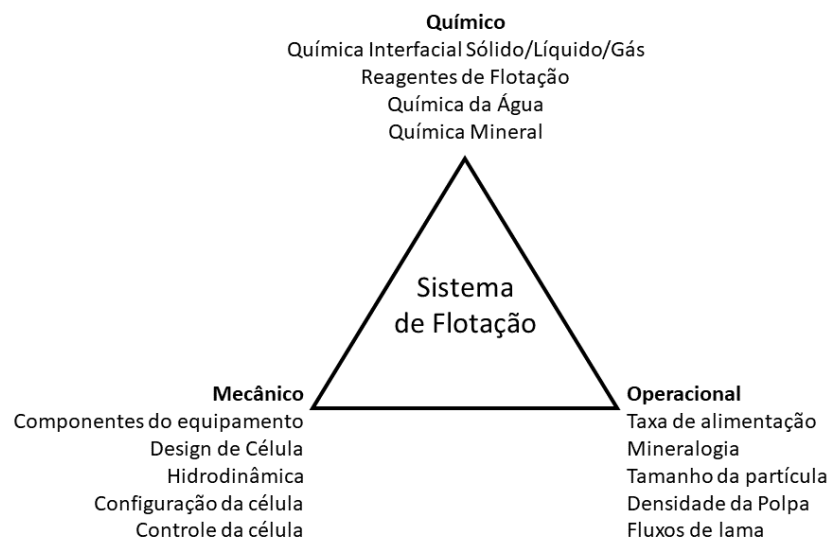 Químico
Química Interfacial Sólido/Líquido/Gás
Reagentes de Flotação
Química da Água
Química Mineral
Sistema
de Flotação
Mecânico
Componentes do equipamento
Design de Célula
Hidrodinâmica
Configuração da célula
Controle da célula
Operacional
Taxa de alimentação
Mineralogia
Tamanho da partícula
Densidade da Polpa
Fluxos de lama